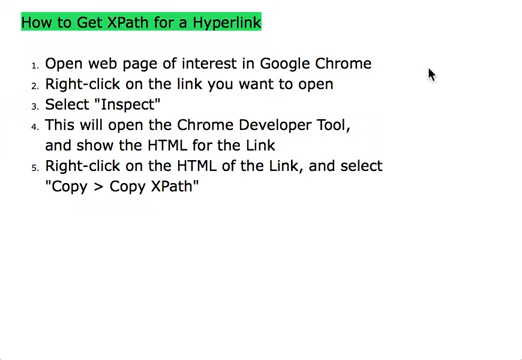 How to Get XPath for a Hyperlink
1. Open web page of interest in Google Chrome
2. Right-click on the link you want to open
3. Select "Inspect"
4. This will open the Chrome Developer Tool,
and show the HTML for the Link
5. Right-click on the HTML of the Link, and select
"Copy > Copy XPath"